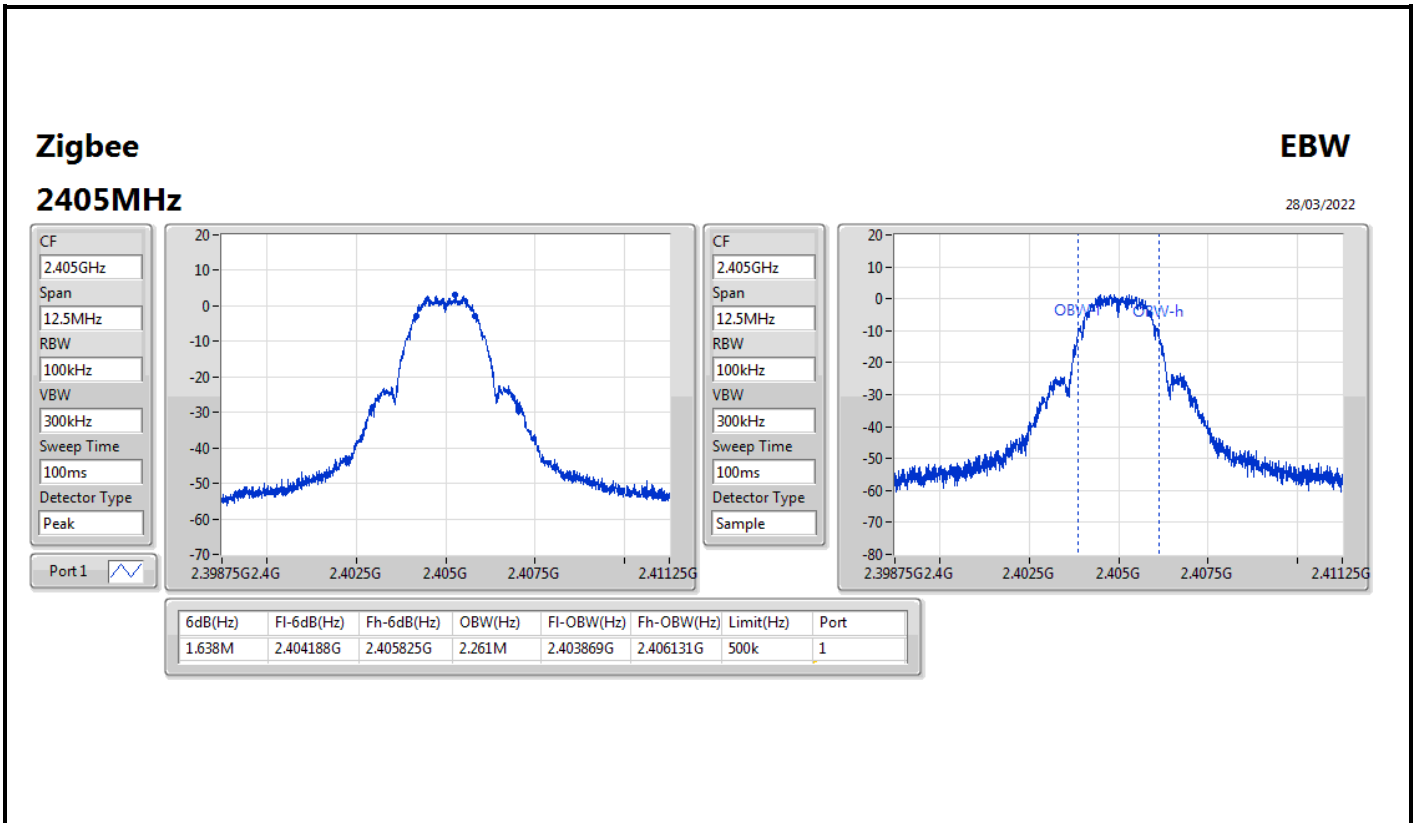 Zigbee
EBW
2405MHz
28/03/2022
CF
2.405GHz
Span
12.5MHz
RBW
100kHz
VBW
300kHz
Sweep Time
100ms
Detector Type
Peak
Port 1
20
10
0
-10
-20
-30
-40
-50
-60
-70
2.39875G 2.4G 2.4025G 2.405G 2.4075G 2.41125G
CF
2.405GHz
Span
12.5MHz
RBW
100kHz
VBW
300kHz
Sweep Time
100ms
Detector Type
Sample
20
10
0
-10
-20
-30
-40
-50
-60
-70
-80
OBW-l OBW-h
2.39875G 2.4G 2.4025G 2.405G 2.4075G 2.41125G
6dB(Hz) Fl-6dB(Hz) Fh-6dB(Hz) OBW(Hz) Fl-OBW(Hz) Fh-OBW(Hz) Limit(Hz) Port
1.638M 2.404188G 2.405825G 2.261M 2.403869G 2.406131G 500k 1